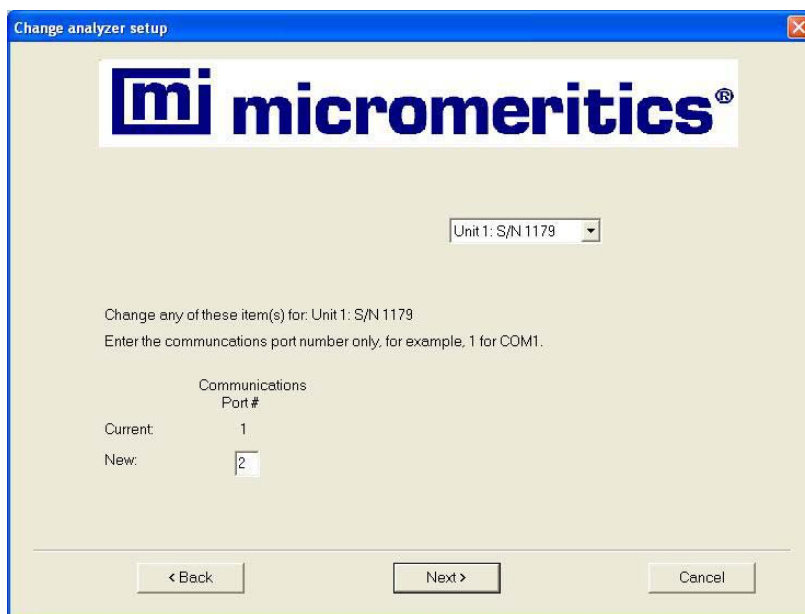 Change analyzer setup
mi micromeritics®
Unit 1: S/N 1179
Change any of these item(s) for: Unit 1: S/N 1179
Enter the communcations port number only, for example, 1 for COM1.
Communications
Port #
Current: 1
New: 2
< Back Next > Cancel